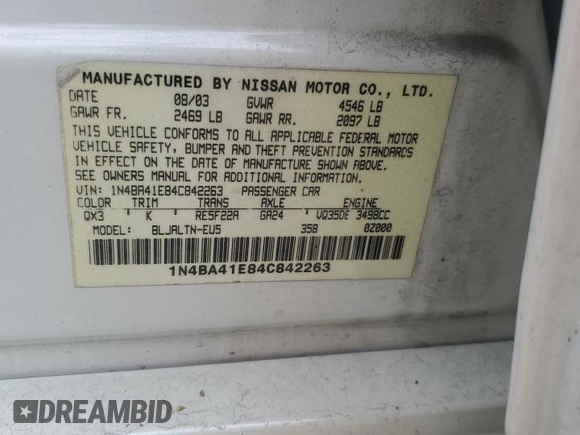 MANUFACTURED BY NISSAN MOTOR CO., LTD.
DATE 08/03 GVWR 4546 LB
GAWR FR. 2469 LB GAWR RR. 2097 LB
THIS VEHICLE CONFORMS TO ALL APPLICABLE FEDERAL MOTOR
VEHICLE SAFETY, BUMPER AND THEFT PREVENTION STANDARDS
IN EFFECT ON THE DATE OF MANUFACTURE SHOWN ABOVE.
SEE OWNERS MANUAL FOR ADDITIONAL INFORMATION.
VIN: 1N4BA41E84C842263 PASSENGER CAR
COLOR TRIM TRANS AXLE ENGINE
QX3 K RE5F22A GA24 VQ35DE 3498CC
MODEL: BLJALTN-EU5 358 0Z000
1N4BA41E84C842263
DREAMBID